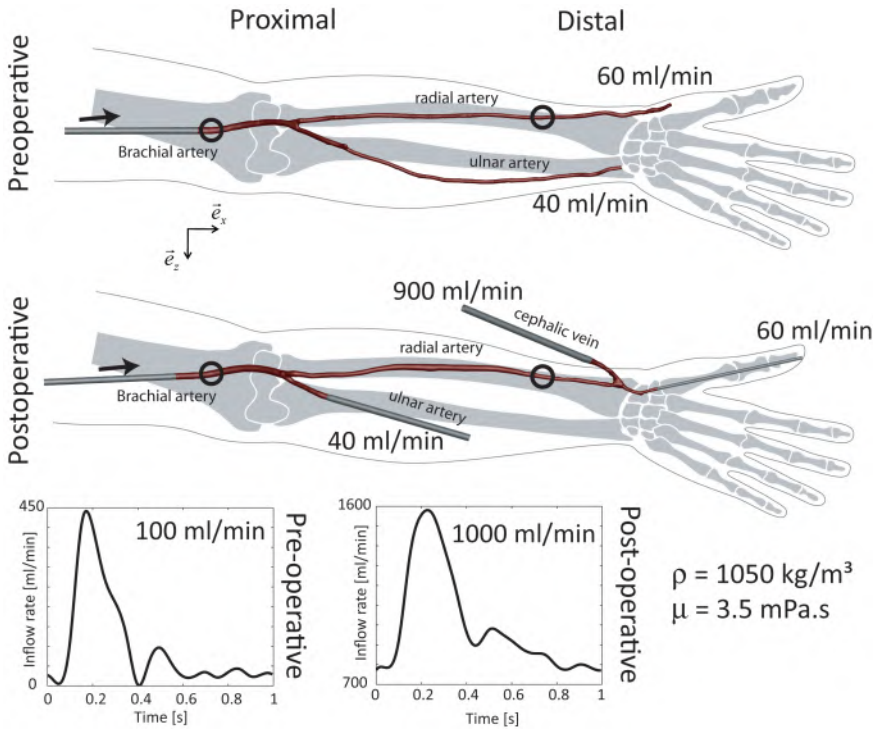 Proximal Distal
Preoperative
60 ml/min
radial artery
Brachial artery
ulnar artery
40 ml/min
e⃗x
e⃗z
Postoperative
900 ml/min
cephalic vein
60 ml/min
radial artery
Brachial artery
ulnar artery
40 ml/min
450
100 ml/min
Inflow rate [ml/min]
0
0 0.2 0.4 0.6 0.8 1
Time [s]
Pre-operative
1600
1000 ml/min
Inflow rate [ml/min]
700
0 0.2 0.4 0.6 0.8 1
Time [s]
Post-operative
ρ = 1050 kg/m³
μ = 3.5 mPa.s